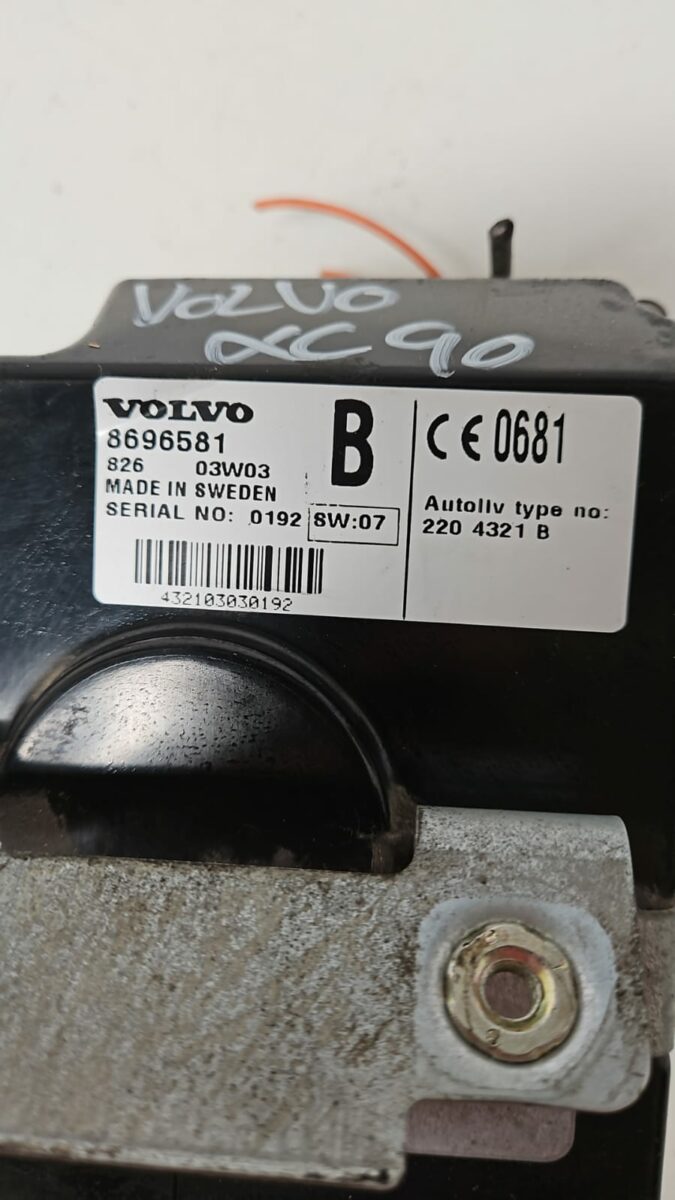 VOLVO
XC90
VOLVO
8696581
826 03W03
MADE IN SWEDEN
SERIAL NO: 0192 SW:07
432103030192
B
CE 0681
Autoliv type no:
220 4321 B